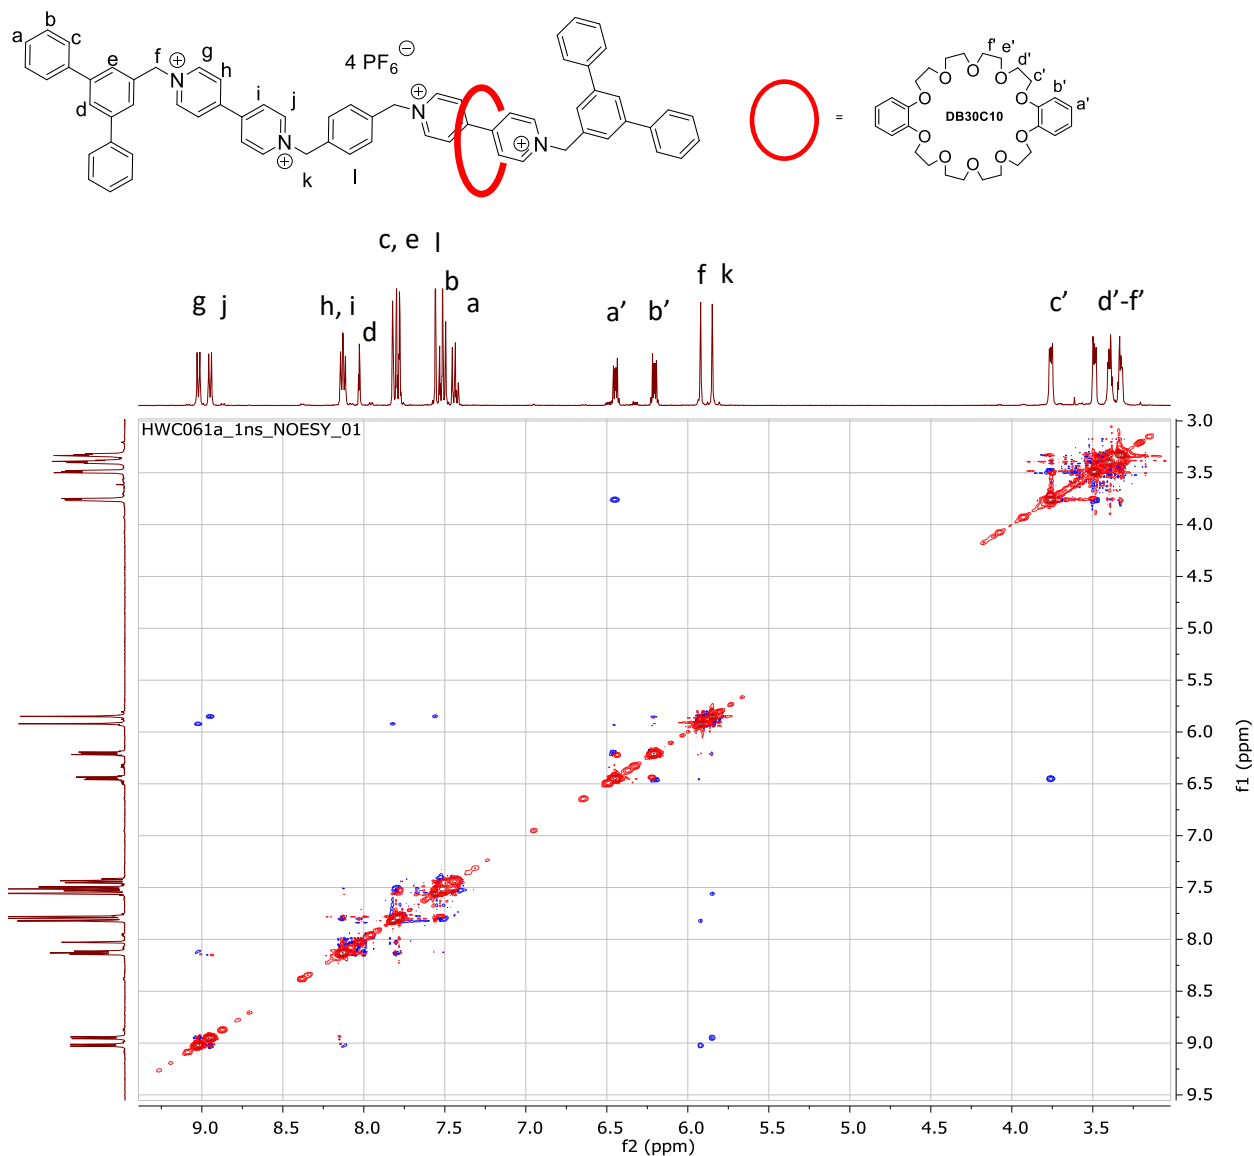 b
a
c
e
f
g
+
N
h
d
i
j
N
+
k
l
4 PF6⊖
+
N
+
N
=
f'
e'
d'
c'
b'
a'
O
O
O
O
O
O
O
O
O
O
DB30C10
c, e
l
g
j
h, i
d
b
a
a'
b'
f
k
c'
d'-f'
HWC061a_1ns_NOESY_01
3.0
3.5
4.0
4.5
5.0
5.5
6.0
6.5
7.0
7.5
8.0
8.5
9.0
9.5
f1 (ppm)
9.0 8.5 8.0 7.5 7.0 6.5 6.0 5.5 5.0 4.5 4.0 3.5
f2 (ppm)